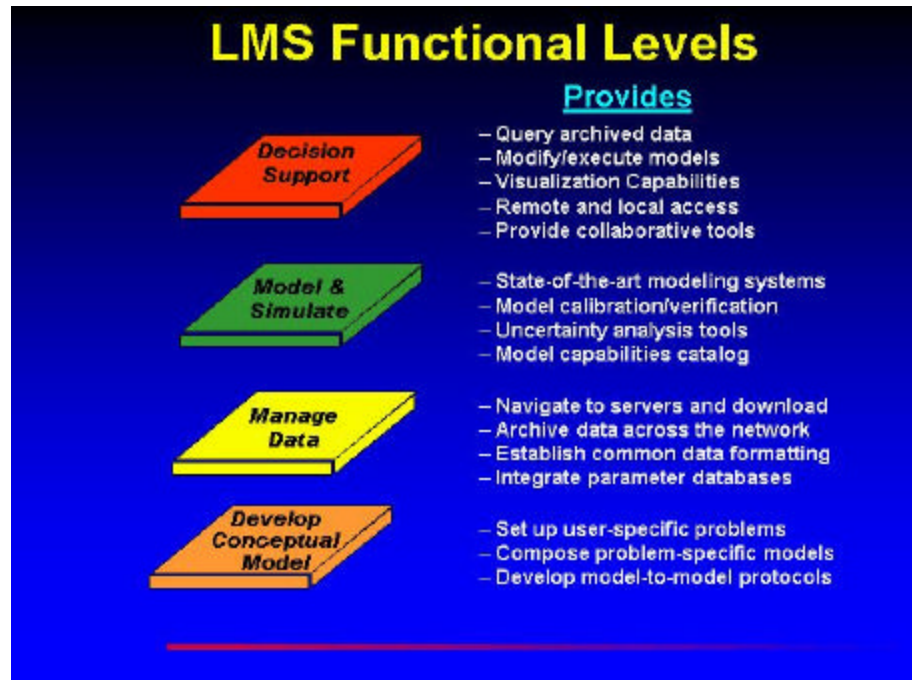 LMS Functional Levels
Provides
Decision
Support
– Query archived data
– Modify/execute models
– Visualization Capabilities
– Remote and local access
– Provide collaborative tools
Model &
Simulate
– State-of-the-art modeling systems
– Model calibration/verification
– Uncertainty analysis tools
– Model capabilities catalog
Manage
Data
– Navigate to servers and download
– Archive data across the network
– Establish common data formatting
– Integrate parameter databases
Develop
Conceptual
Model
– Set up user-specific problems
– Compose problem-specific models
– Develop model-to-model protocols